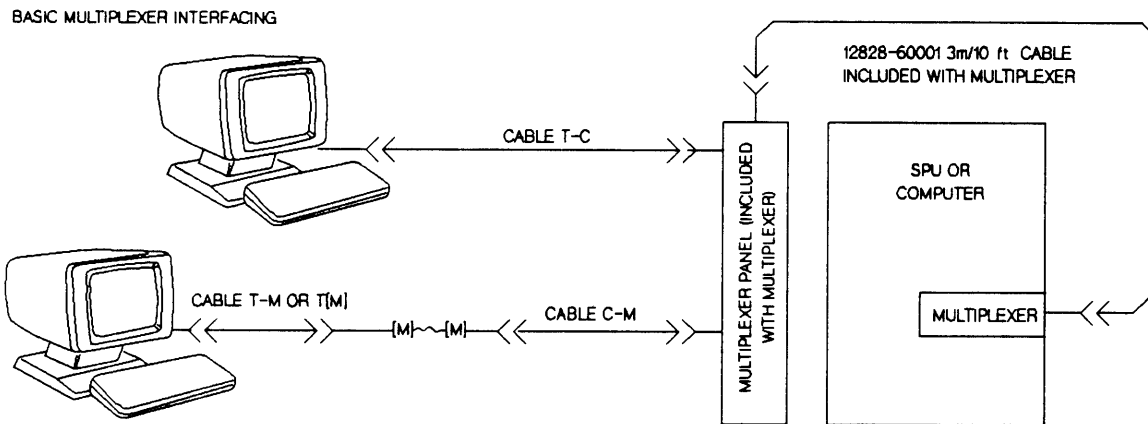 BASIC MULTIPLEXER INTERFACING
12828-60001 3m/10 ft CABLE
INCLUDED WITH MULTIPLEXER
CABLE T-C
MULTIPLEXER PANEL (INCLUDED
WITH MULTIPLEXER)
SPU OR
COMPUTER
CABLE T-M OR T[M]
[M]~[M]
CABLE C-M
MULTIPLEXER